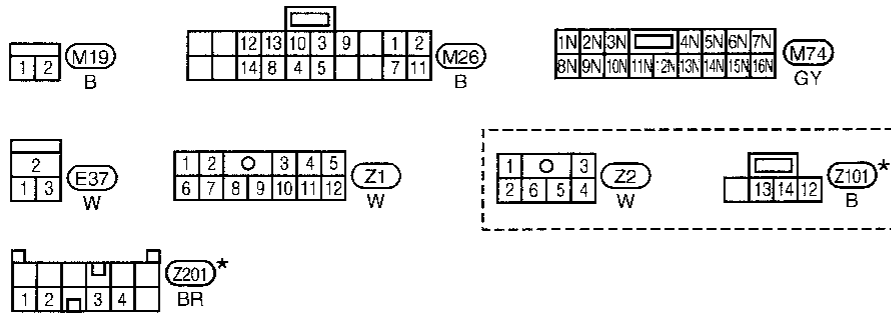 12 13 10 3 9 1 2
1N 2N 3N 4N 5N 6N 7N
1 2 M19
14 8 4 5 7 11 M26
8N 9N 10N 11N 12N 13N 14N 15N 16N M74
B
B
GY
2
1 3 E37
W
1 2 3 4 5
6 7 8 9 10 11 12 Z1
W
1 3
2 6 5 4 Z2
W
13 14 12 Z101 *
B
1 2 3 4 Z201 *
BR